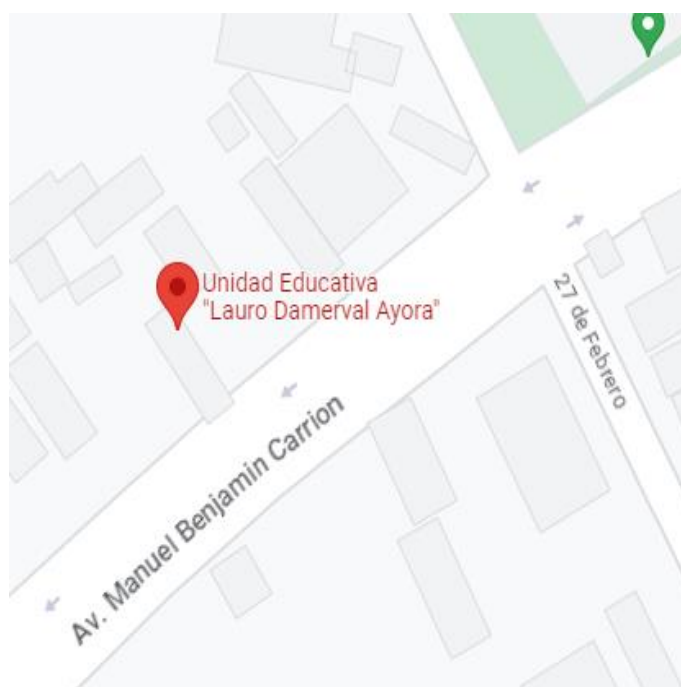 Unidad Educativa
"Lauro Damerval Ayora"
27 de Febrero
Av. Manuel Benjamin Carrion